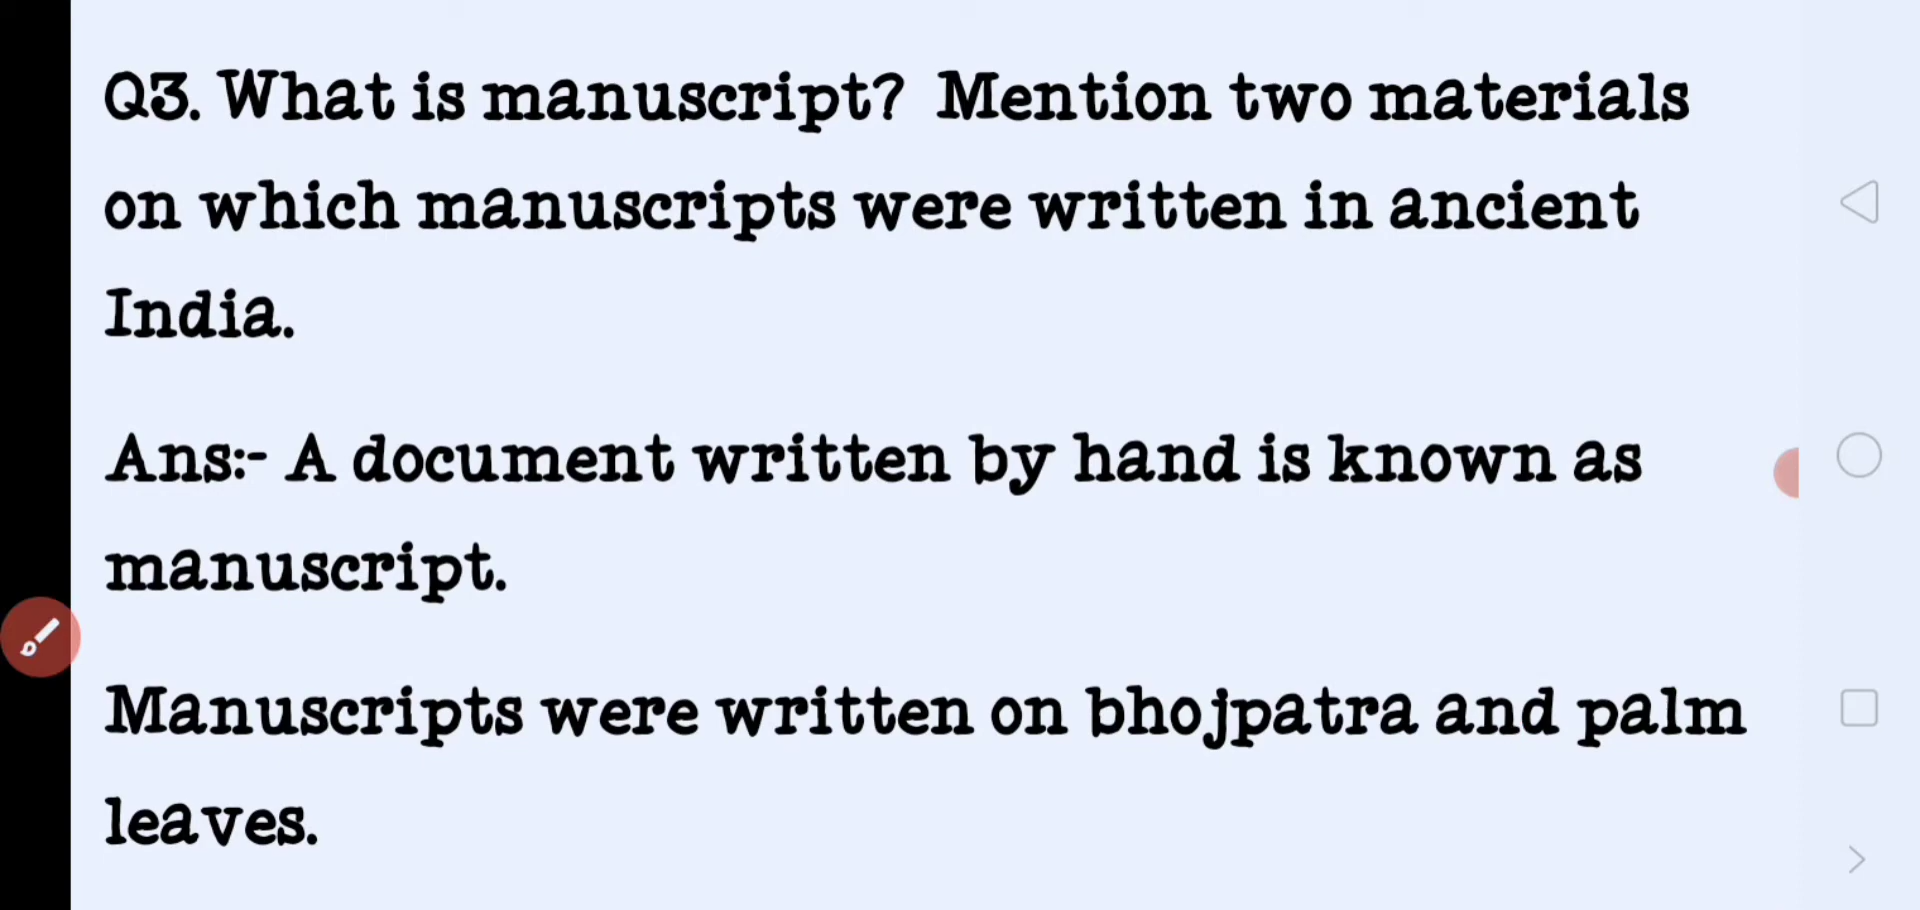 Q3. What is manuscript? Mention two materials
on which manuscripts were written in ancient
India.
Ans:- A document written by hand is known as
manuscript.
Manuscripts were written on bhojpatra and palm
leaves.